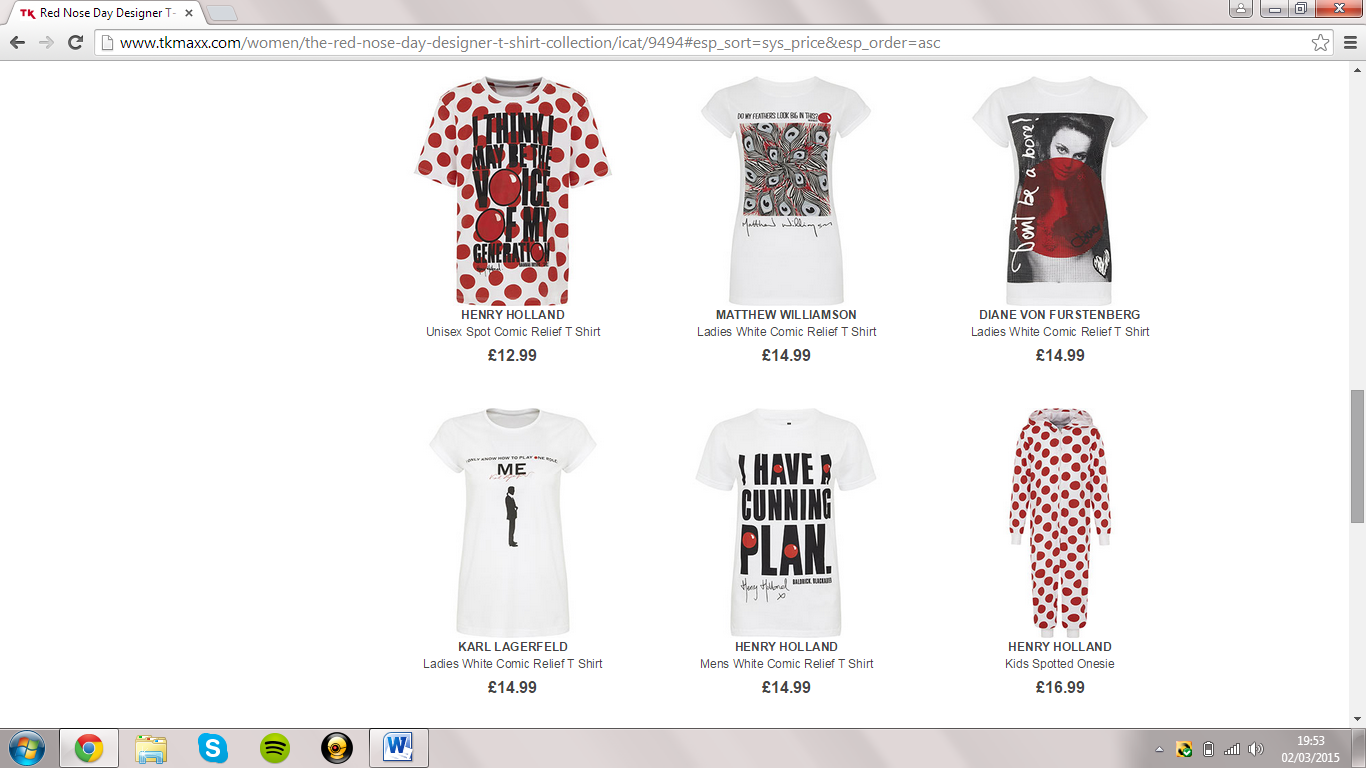 TK Red Nose Day Designer T-
www.tkmaxx.com/women/the-red-nose-day-designer-t-shirt-collection/icat/9494#esp_sort=sys_price&esp_order=asc
I THINK I
MAY BE THE
VOICE
OF MY
GENERATION
DO MY FEATHERS LOOK BIG IN THIS?
Matthew Williamson
Don't be a bore!
HENRY HOLLAND
Unisex Spot Comic Relief T Shirt
£12.99
MATTHEW WILLIAMSON
Ladies White Comic Relief T Shirt
£14.99
DIANE VON FURSTENBERG
Ladies White Comic Relief T Shirt
£14.99
I ONLY KNOW HOW TO PLAY ONE ROLE.
ME
I HAVE A
CUNNING
PLAN.
BALDRICK, BLACKADDER
Henry Holland
x
KARL LAGERFELD
Ladies White Comic Relief T Shirt
£14.99
HENRY HOLLAND
Mens White Comic Relief T Shirt
£14.99
HENRY HOLLAND
Kids Spotted Onesie
£16.99
19:53
02/03/2015